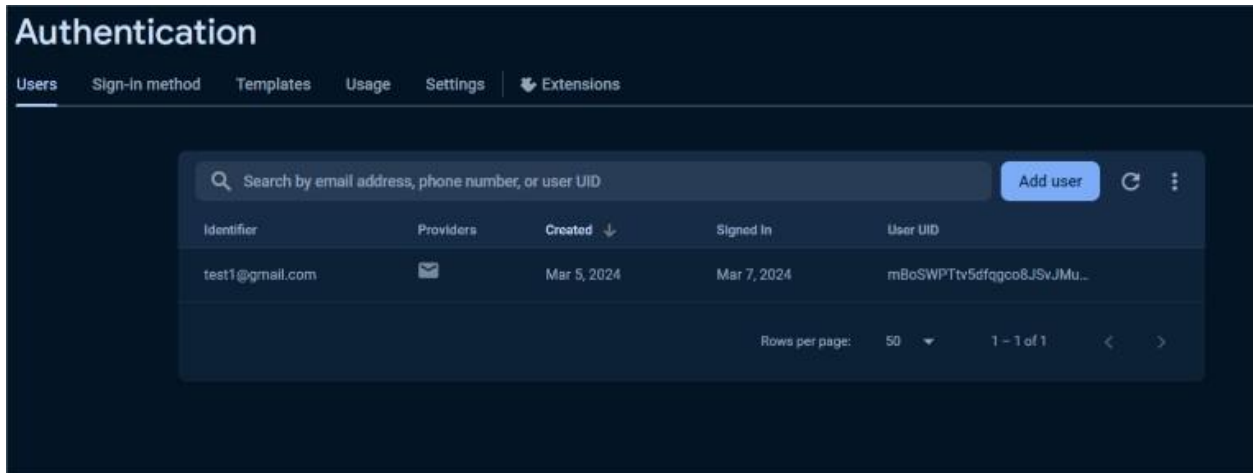 Authentication
Users Sign-in method Templates Usage Settings Extensions
Search by email address, phone number, or user UID Add user
Identifier Providers Created Signed In User UID
test1@gmail.com Mar 5, 2024 Mar 7, 2024 mBoSWPTtv5dfqgco8JSvJMu...
Rows per page: 50 1 – 1 of 1